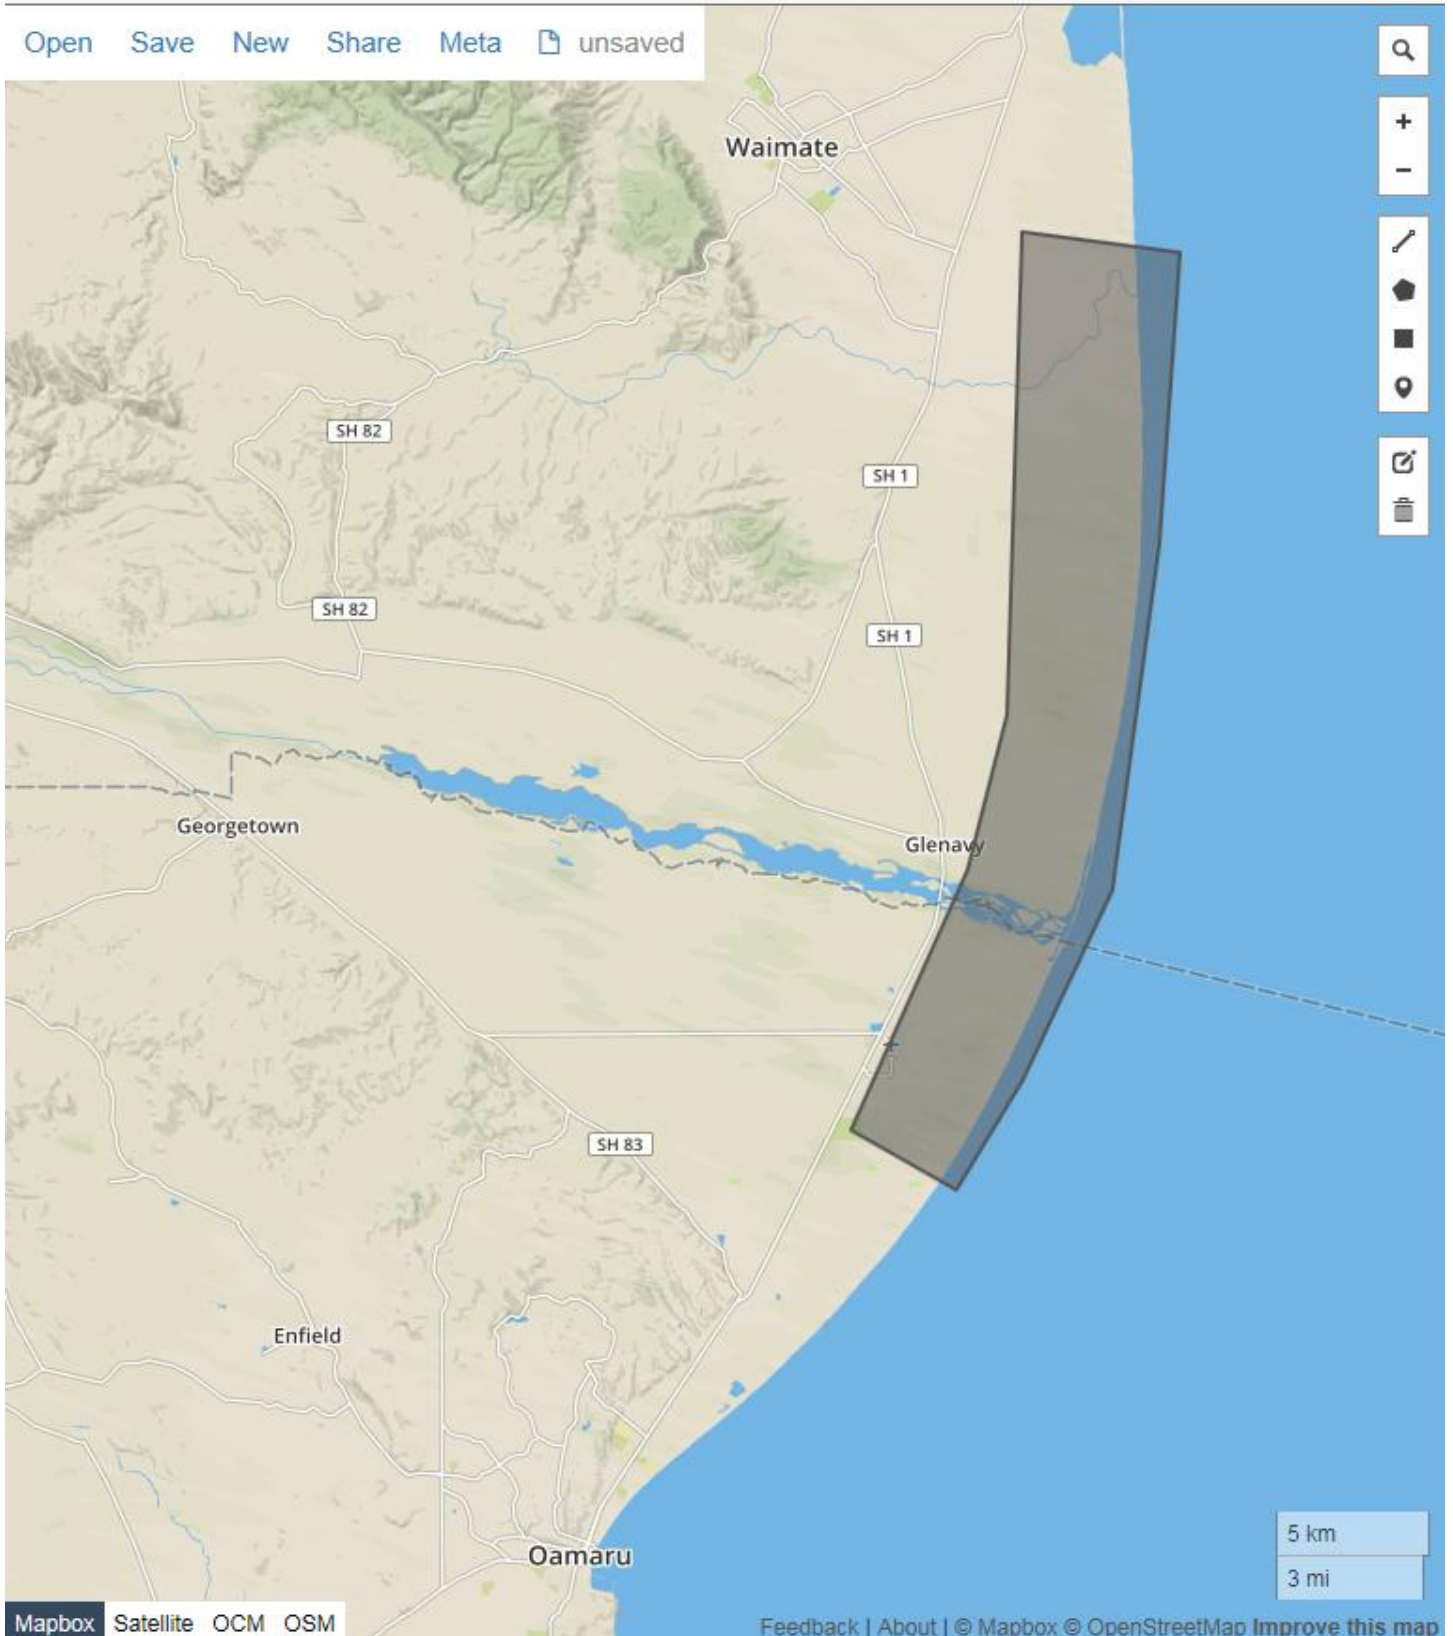 Open Save New Share Meta unsaved
Waimate
SH 82
SH 1
SH 82
SH 1
Georgetown
Glenavy
SH 83
Enfield
Oamaru
5 km
3 mi
Mapbox Satellite OCM OSM
Feedback | About | © Mapbox © OpenStreetMap Improve this map